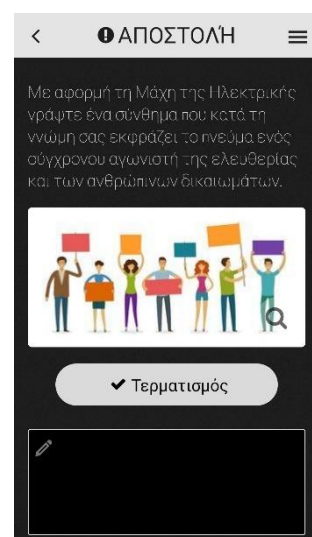 ΑΠΟΣΤΟΛΉ
Με αφορμή τη Μάχη της Ηλεκτρικής
γράψτε ένα σύνθημα που κατά τη
γνώμη σας εκφράζει το πνεύμα ενός
σύγχρονου αγωνιστή της ελευθερίας
και των ανθρώπινων δικαιωμάτων.
Τερματισμός